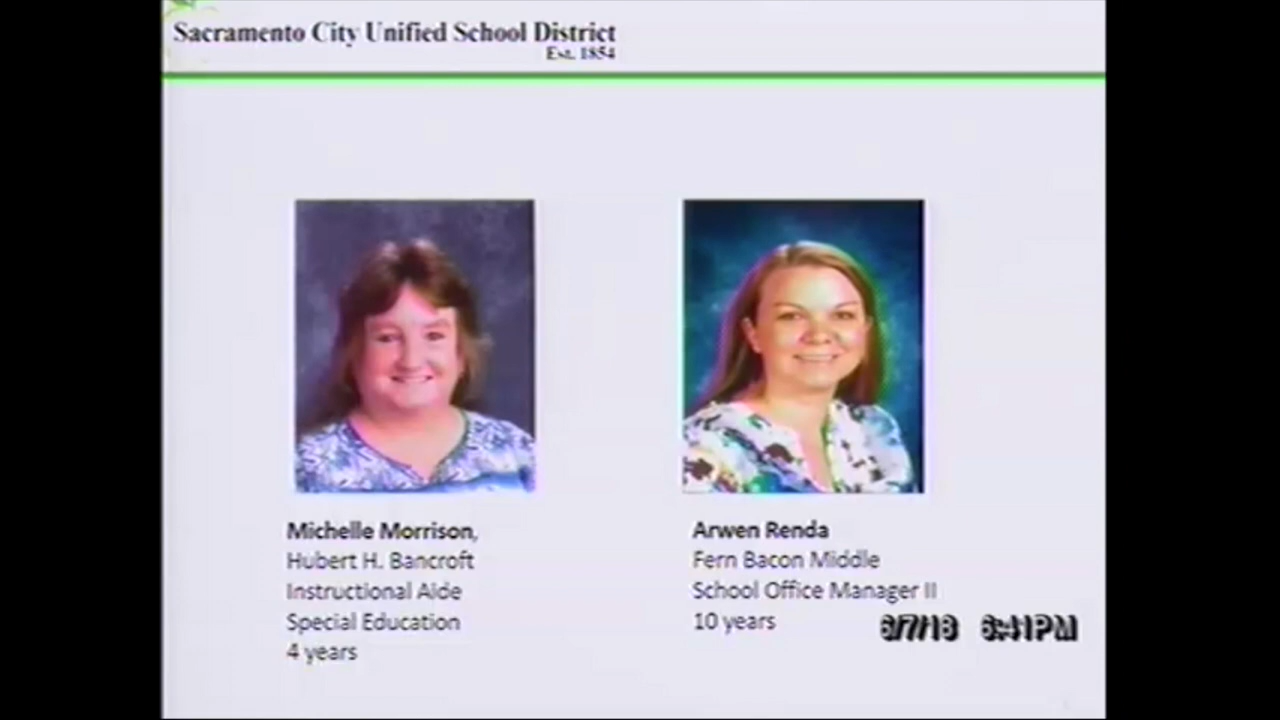 Sacramento City Unified School District
Est. 1854
Michelle Morrison,
Hubert H. Bancroft
Instructional Aide
Special Education
4 years
Arwen Renda
Fern Bacon Middle
School Office Manager II
10 years
6/7/18 6:41PM